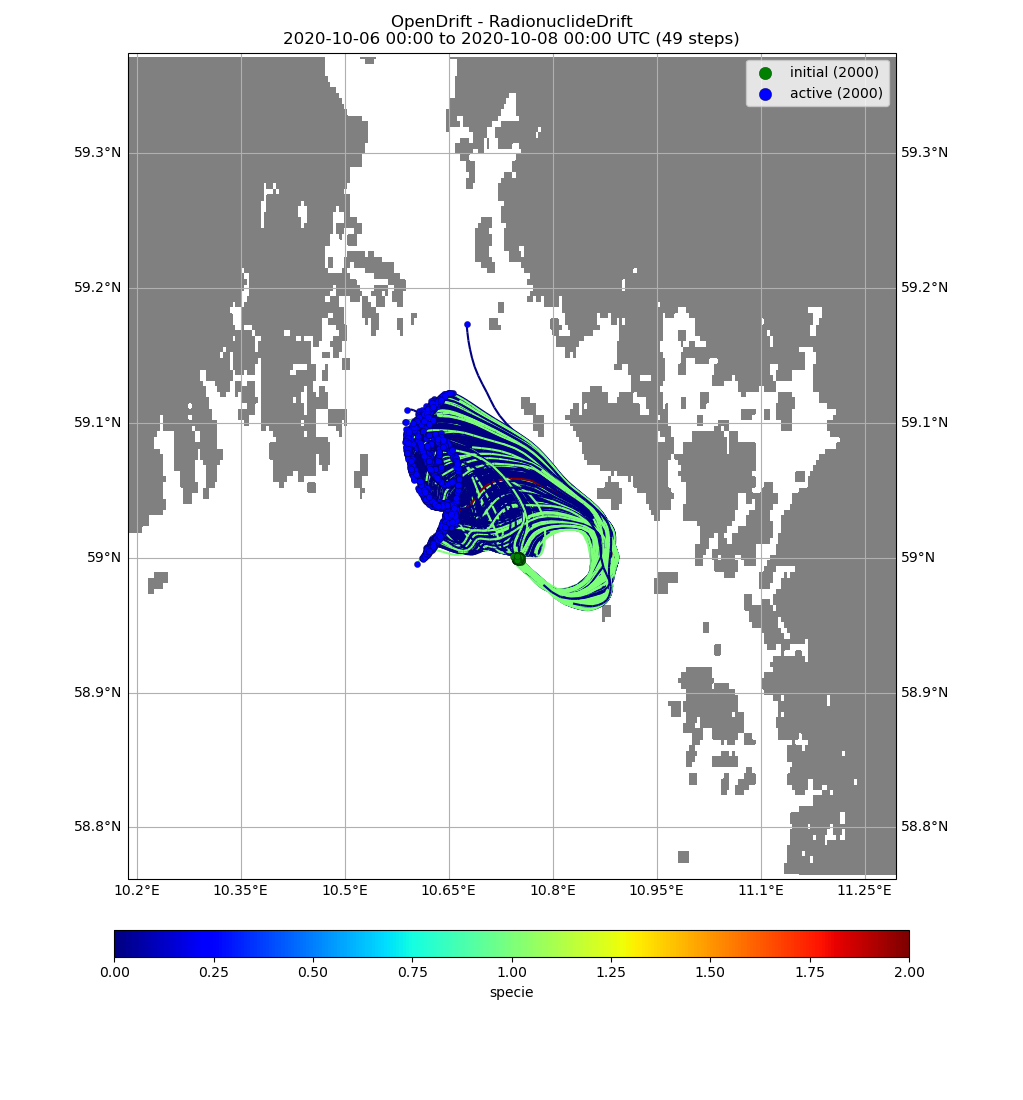 OpenDrift - RadionuclideDrift
2020-10-06 00:00 to 2020-10-08 00:00 UTC (49 steps)
initial (2000)
active (2000)
59.3°N 59.3°N
59.2°N 59.2°N
59.1°N 59.1°N
59°N 59°N
58.9°N 58.9°N
58.8°N 58.8°N
10.2°E 10.35°E 10.5°E 10.65°E 10.8°E 10.95°E 11.1°E 11.25°E
0.00 0.25 0.50 0.75 1.00 1.25 1.50 1.75 2.00
specie